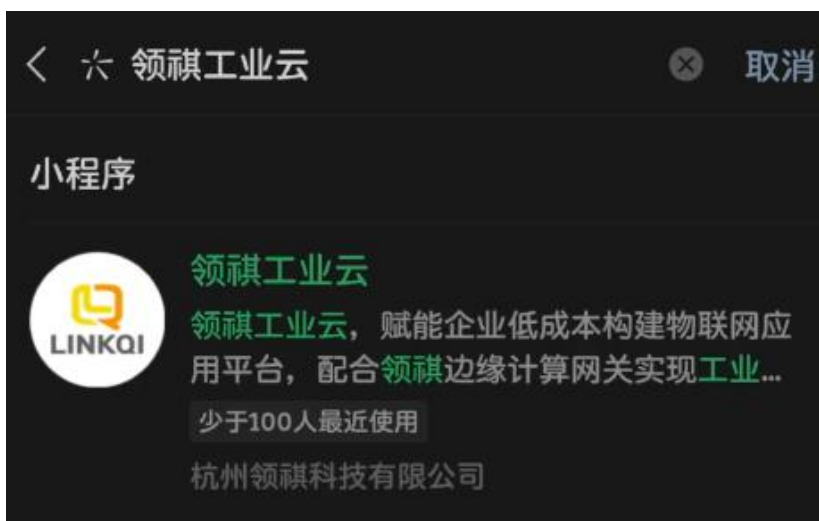 领祺工业云
取消
小程序
领祺工业云
领祺工业云，赋能企业低成本构建物联网应
用平台，配合领祺边缘计算网关实现工业...
LINKQI
少于100人最近使用
杭州领祺科技有限公司